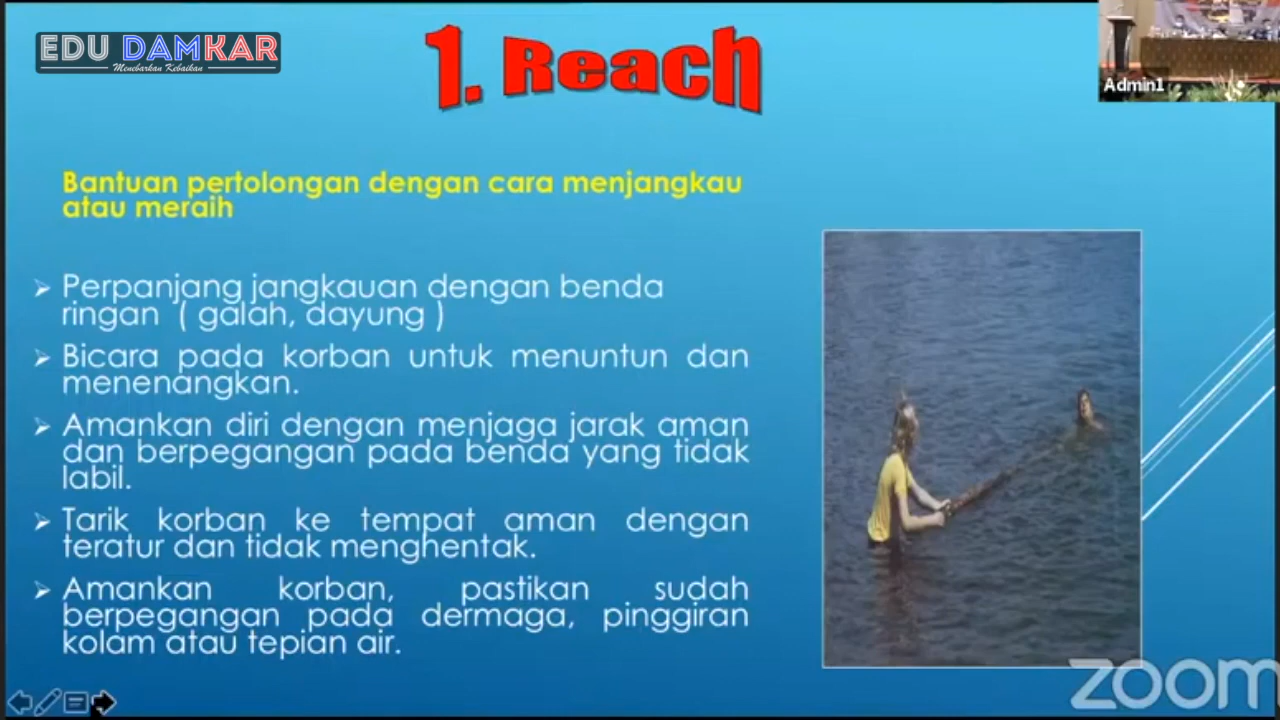 EDU DAMKAR
Menebarkan Kebaikan
1. Reach
Admin1
Bantuan pertolongan dengan cara menjangkau
atau meraih
Perpanjang jangkauan dengan benda
ringan ( galah, dayung )
Bicara pada korban untuk menuntun dan
menenangkan.
Amankan diri dengan menjaga jarak aman
dan berpegangan pada benda yang tidak
labil.
Tarik korban ke tempat aman dengan
teratur dan tidak menghentak.
Amankan korban, pastikan sudah
berpegangan pada dermaga, pinggiran
kolam atau tepian air.
zoom